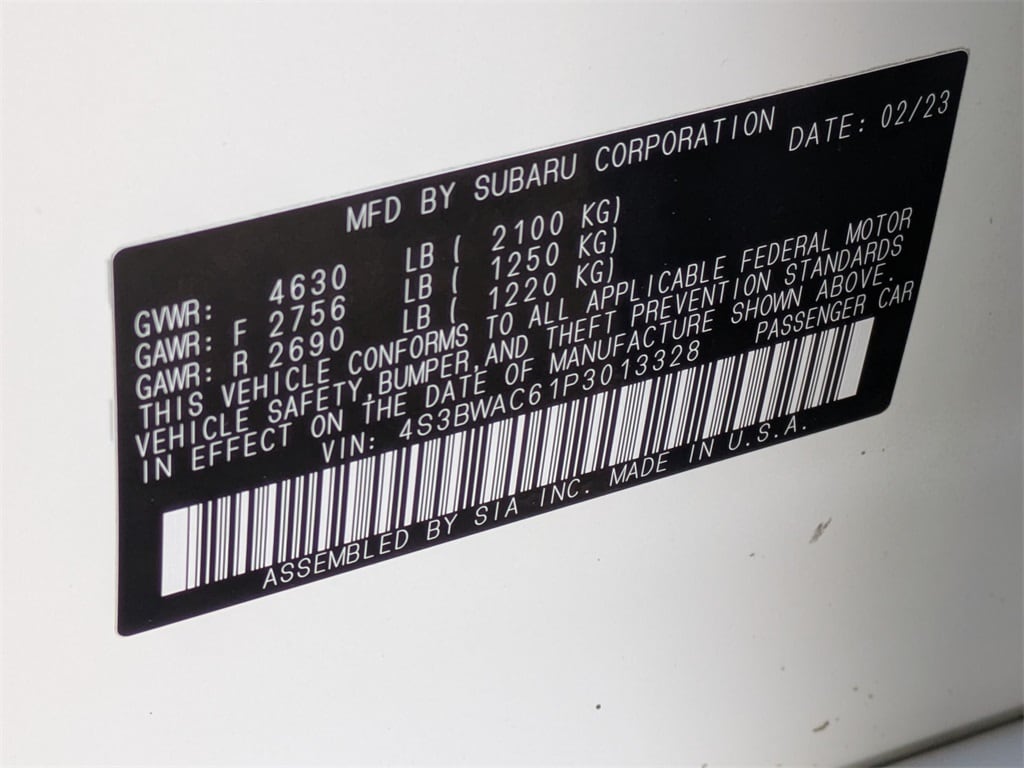 MFD BY SUBARU CORPORATION DATE: 02/23
GVWR: 4630 LB ( 2100 KG)
GAWR: F 2756 LB ( 1250 KG)
GAWR: R 2690 LB ( 1220 KG)
THIS VEHICLE CONFORMS TO ALL APPLICABLE FEDERAL MOTOR
VEHICLE SAFETY,BUMPER,AND THEFT PREVENTION STANDARDS
IN EFFECT ON THE DATE OF MANUFACTURE SHOWN ABOVE.
VIN: 4S3BWAC61P3013328 PASSENGER CAR
ASSEMBLED BY SIA INC. MADE IN U.S.A.